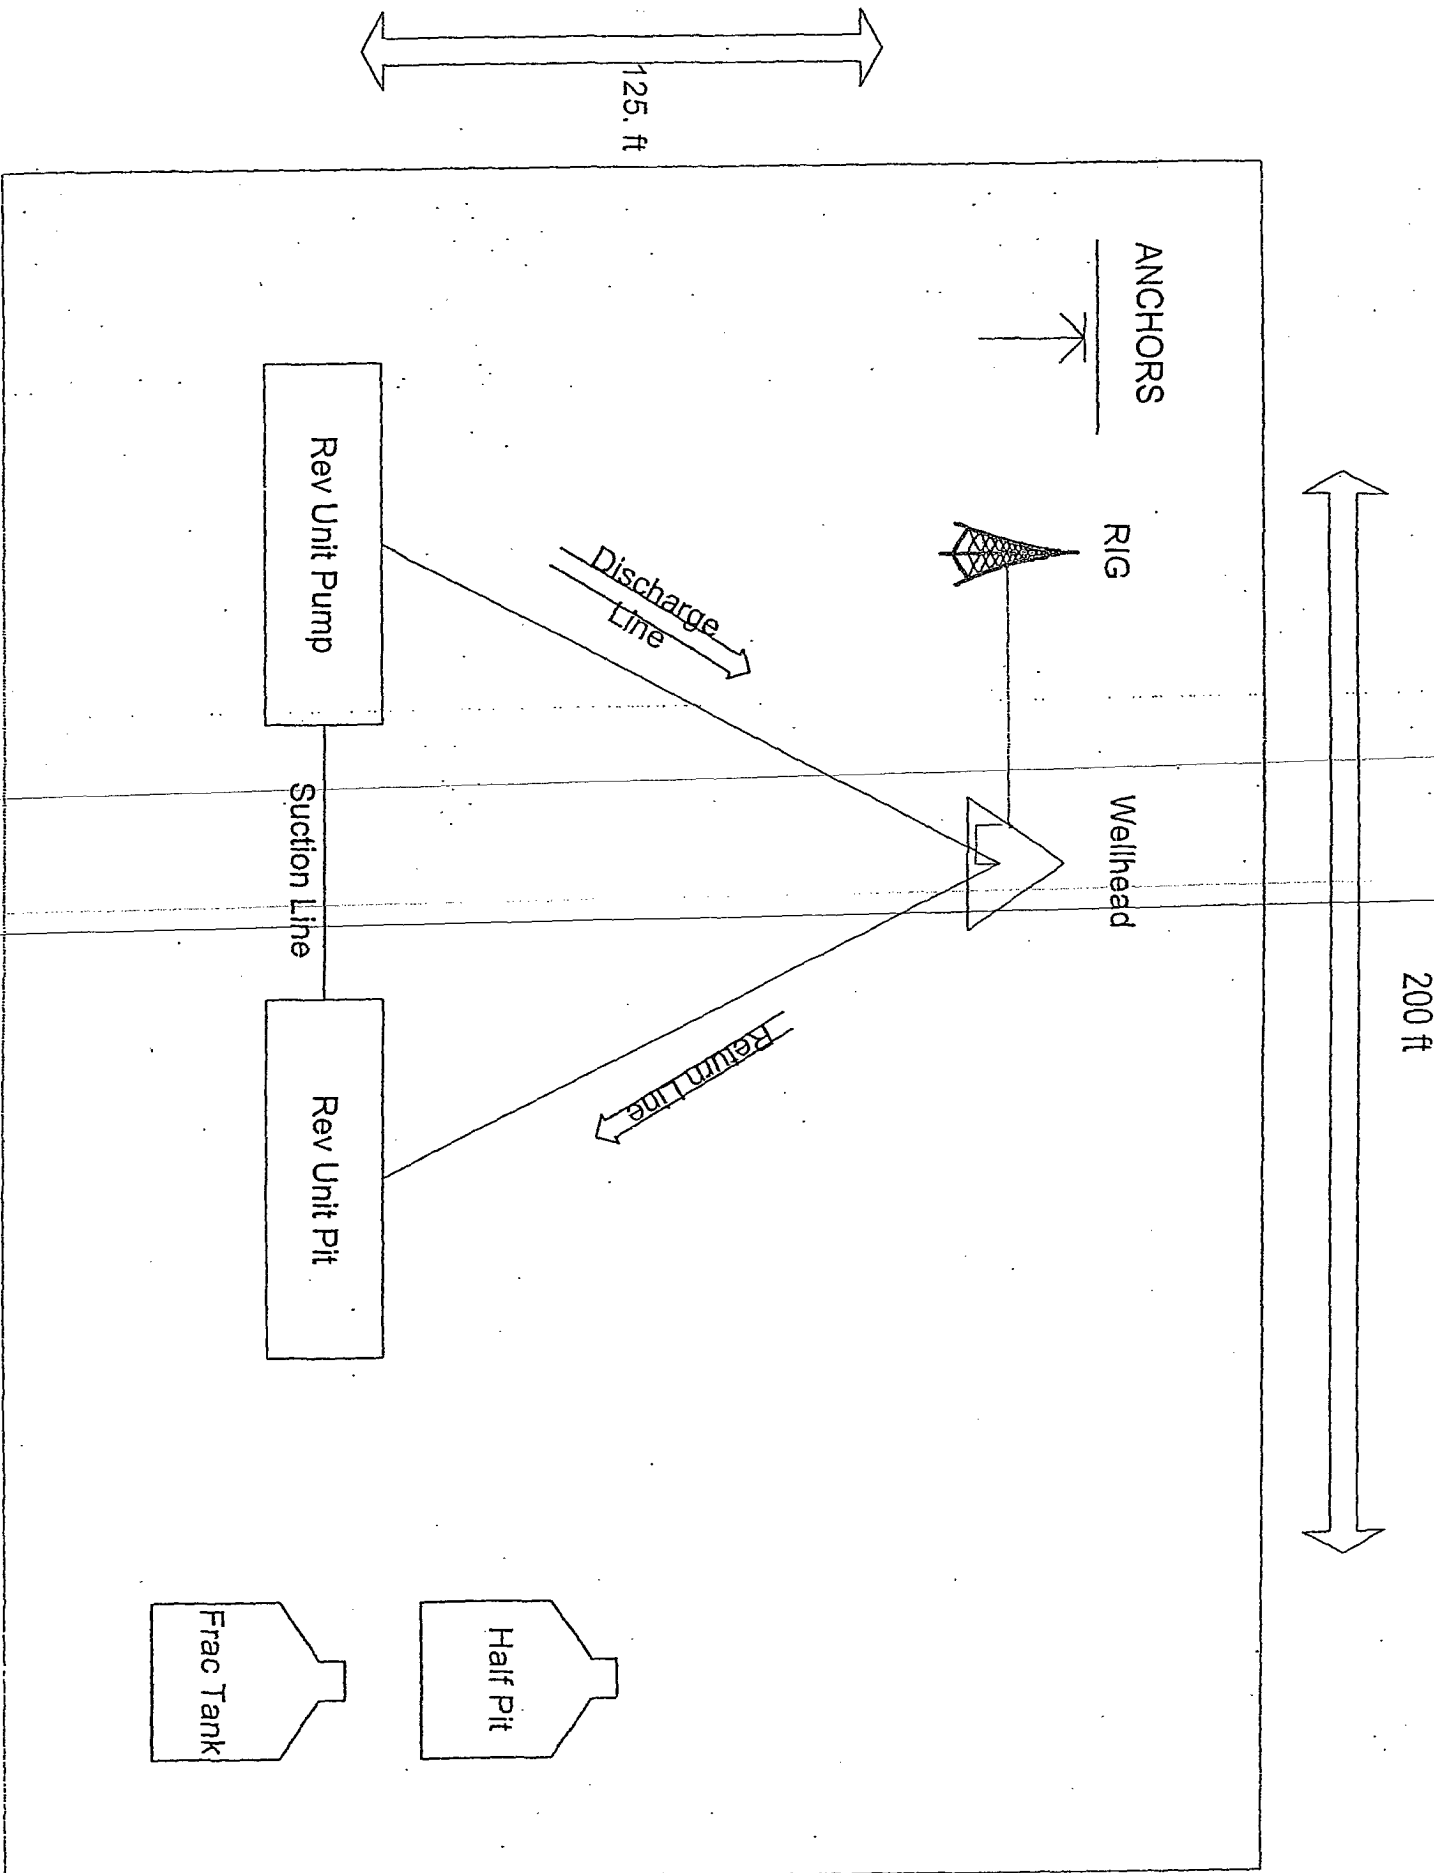 200 ft
125. ft
ANCHORS
RIG
Wellhead
Discharge
Line
Return Line
Rev Unit Pump
Suction Line
Rev Unit Pit
Half Pit
Frac Tank